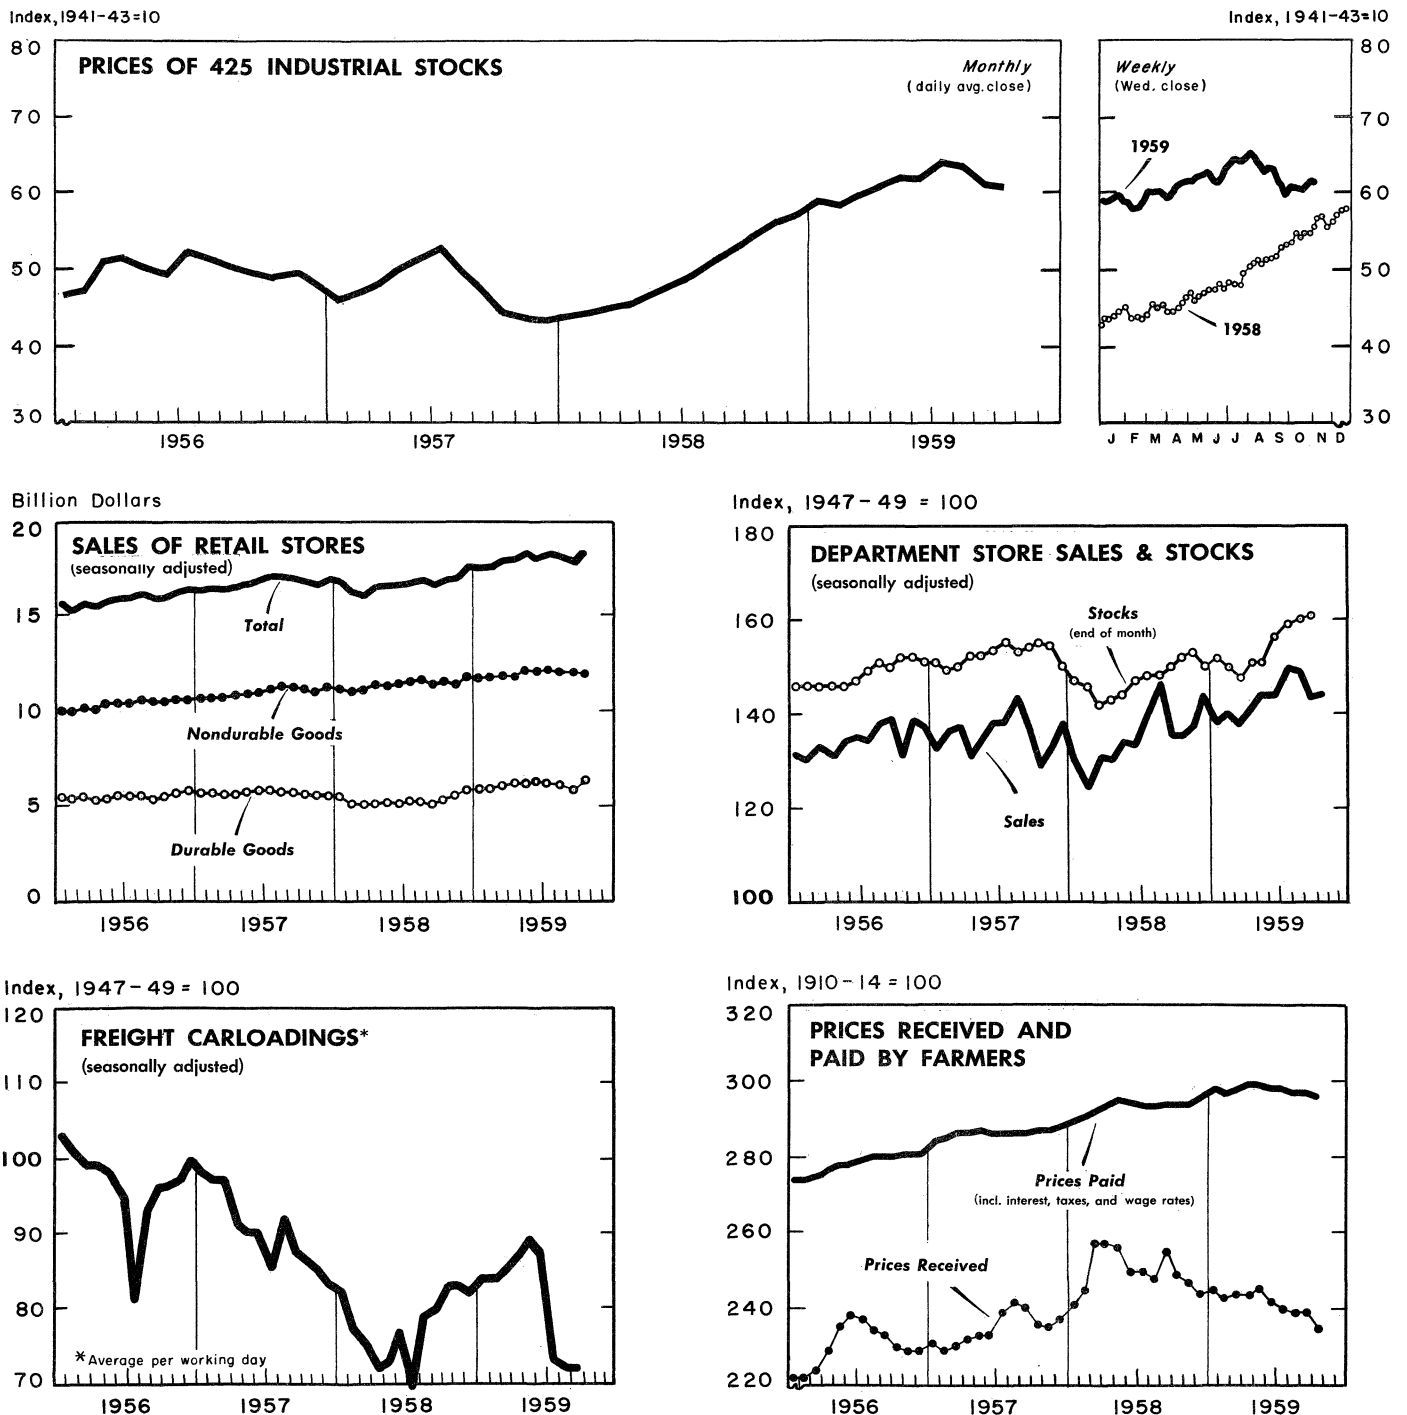 Index,1941-43=10
Index, 1941-43=10
PRICES OF 425 INDUSTRIAL STOCKS
Monthly
(daily avg.close)
Weekly
(Wed. close)
80
70
60
50
40
30
1956
1957
1958
1959
1959
1958
80
70
60
50
40
30
J F M A M J J A S O N D
Billion Dollars
SALES OF RETAIL STORES
(seasonally adjusted)
20
15
10
5
0
Total
Nondurable Goods
Durable Goods
1956
1957
1958
1959
Index, 1947-49 = 100
DEPARTMENT STORE SALES & STOCKS
(seasonally adjusted)
180
160
140
120
100
Stocks
(end of month)
Sales
1956
1957
1958
1959
Index, 1947-49 = 100
FREIGHT CARLOADINGS*
(seasonally adjusted)
120
110
100
90
80
70
*Average per working day
1956
1957
1958
1959
Index, 1910-14 = 100
PRICES RECEIVED AND
PAID BY FARMERS
320
300
280
260
240
220
Prices Paid
(incl. interest, taxes, and wage rates)
Prices Received
1956
1957
1958
1959